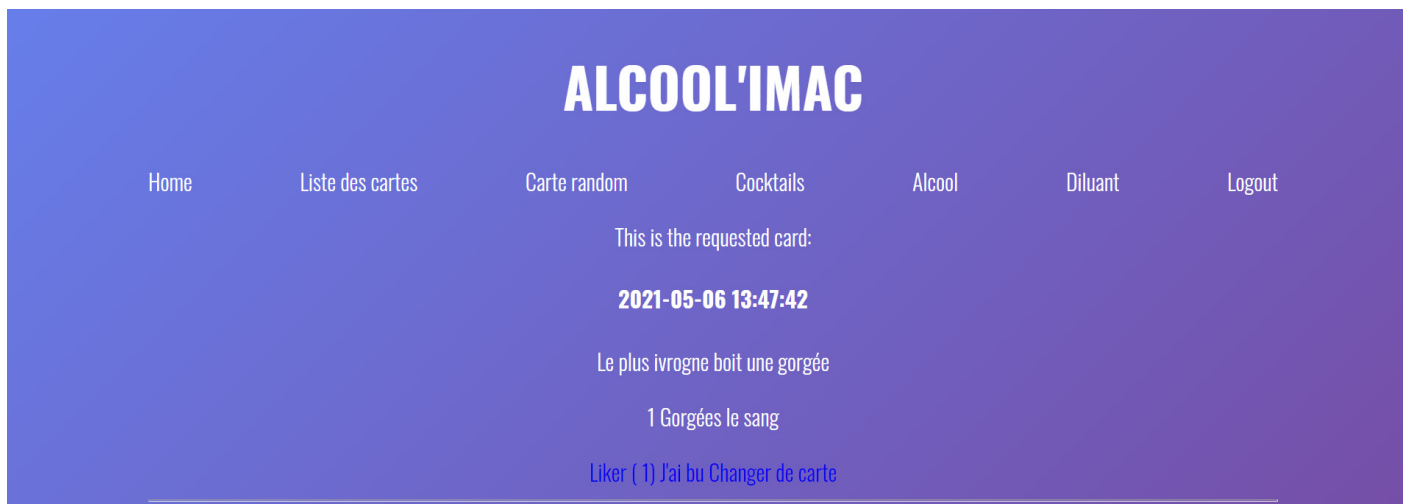 ALCOOL'IMAC
Home Liste des cartes Carte random Cocktails Alcool Diluant Logout
This is the requested card:
2021-05-06 13:47:42
Le plus ivrogne boit une gorgée
1 Gorgées le sang
Liker ( 1) J'ai bu Changer de carte